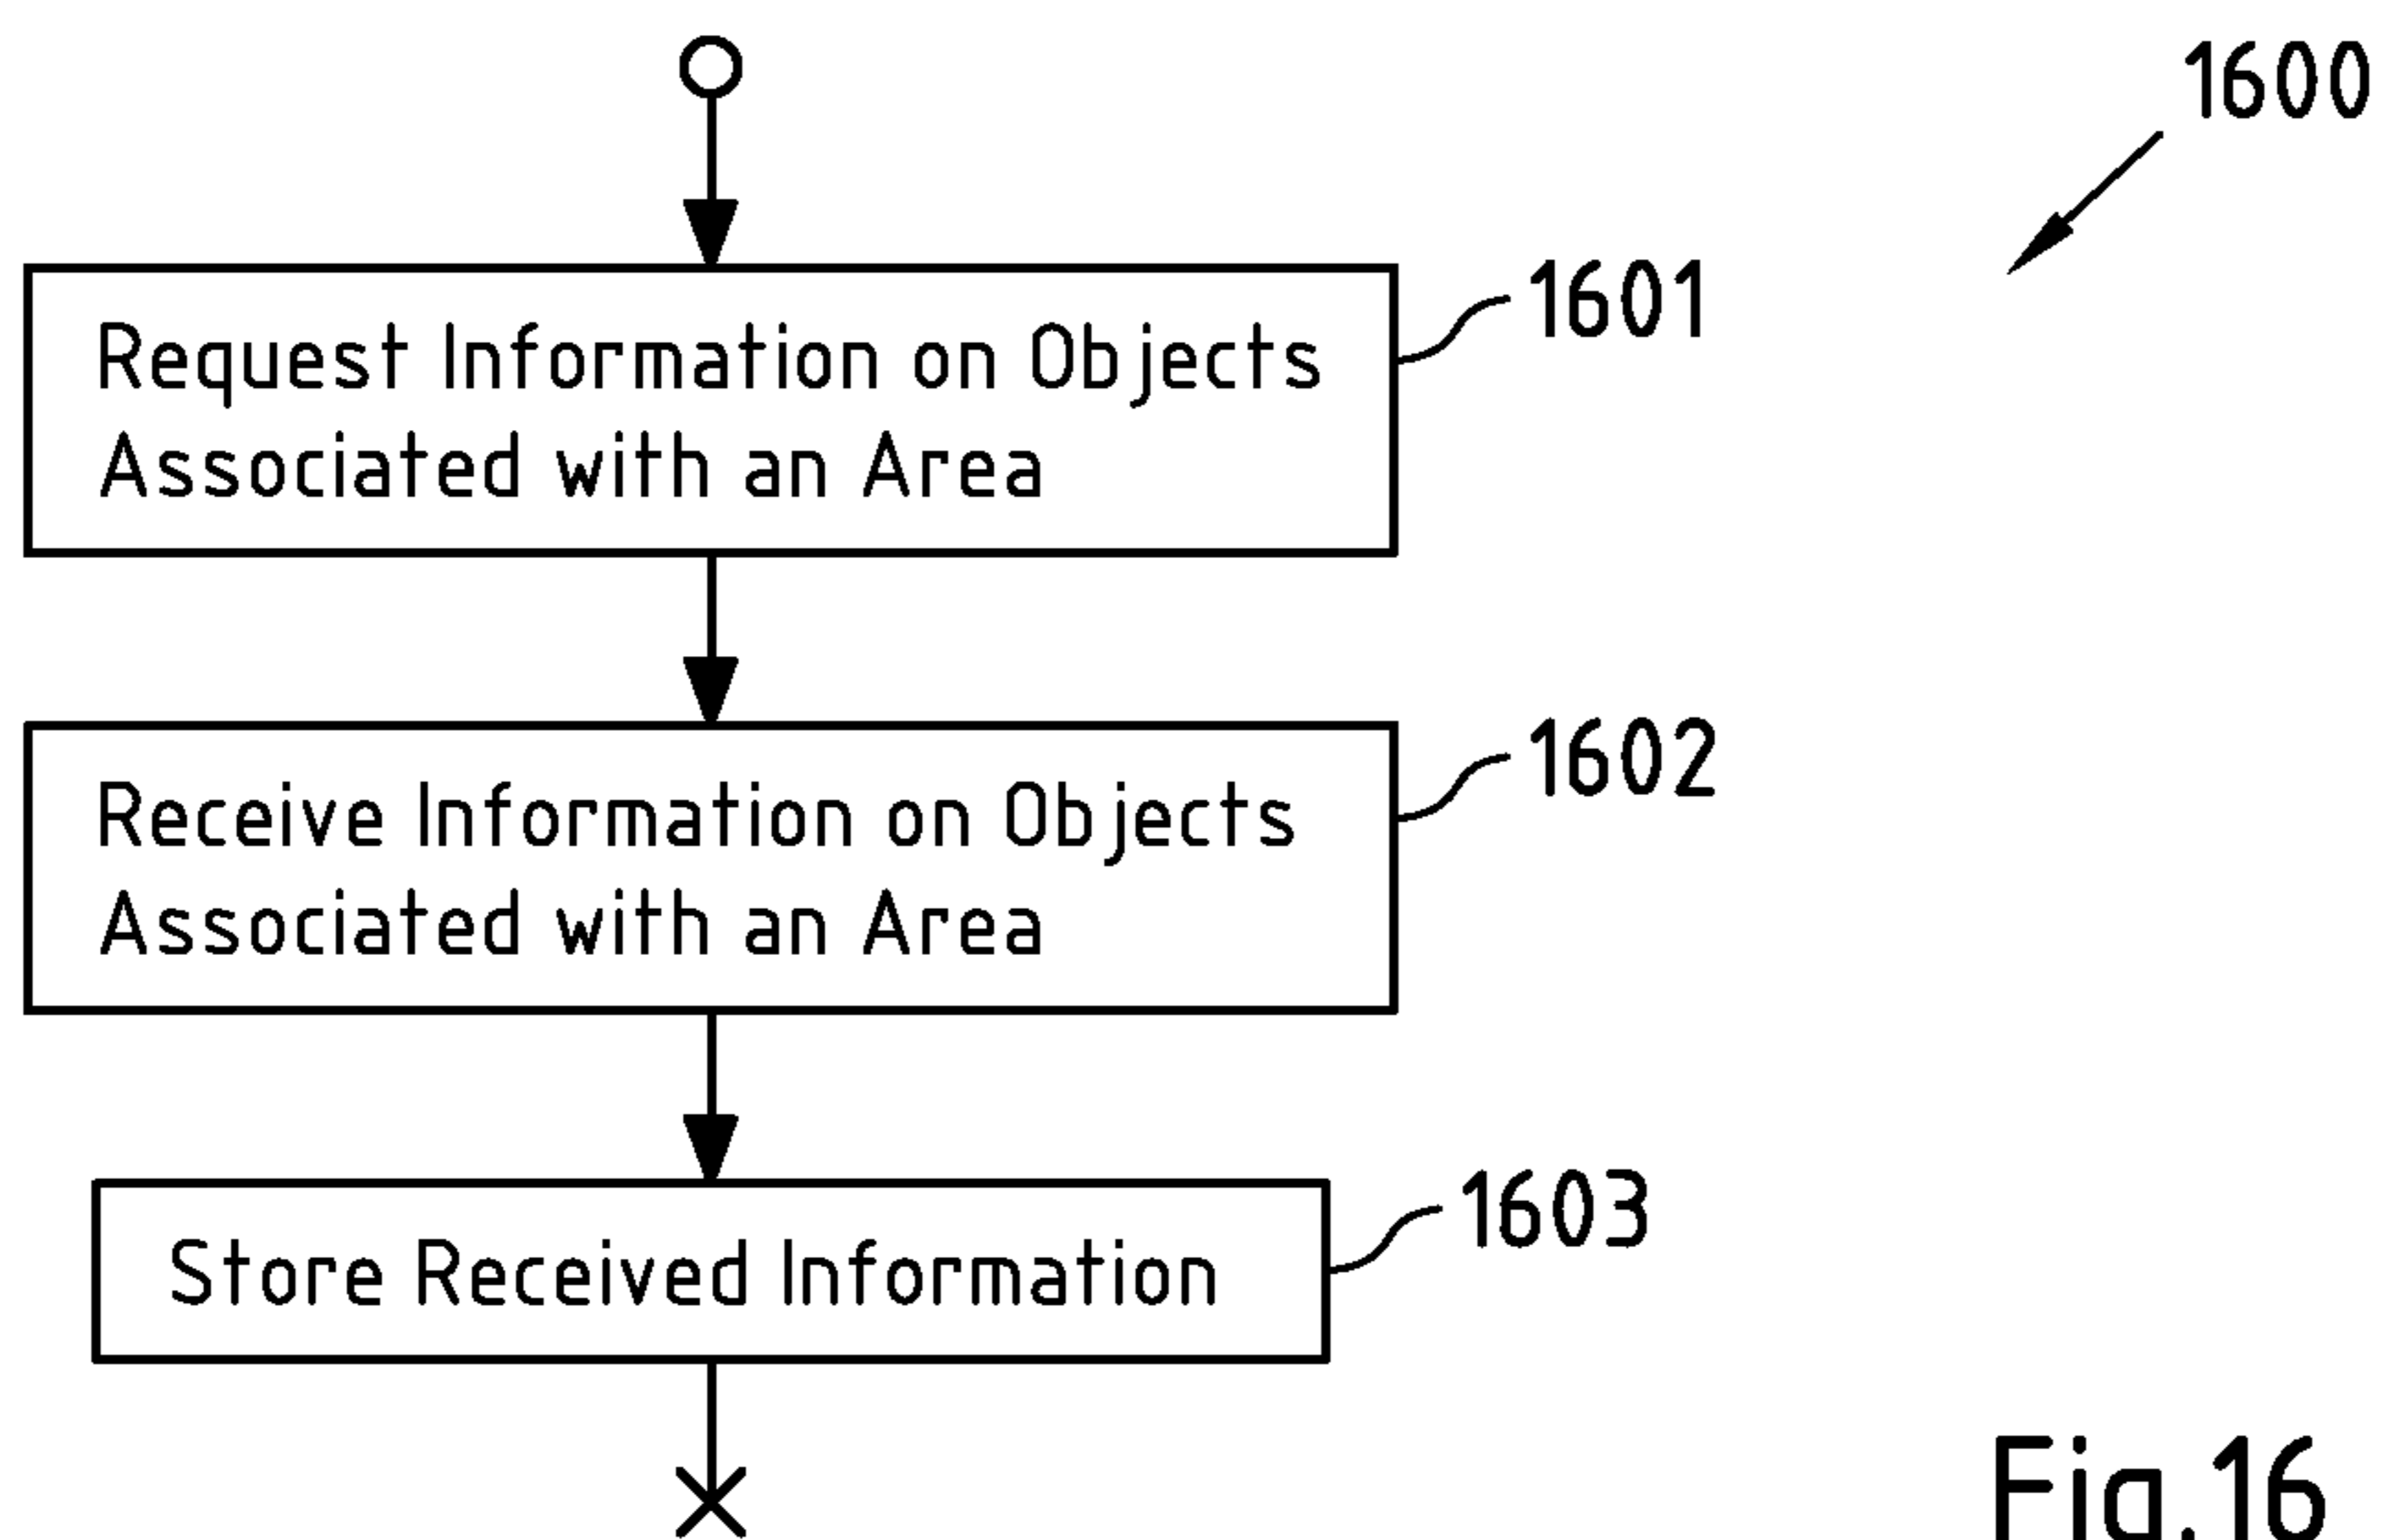 1600
Request Information on Objects
Associated with an Area
1601
Receive Information on Objects
Associated with an Area
1602
Store Received Information
1603
Fig.16